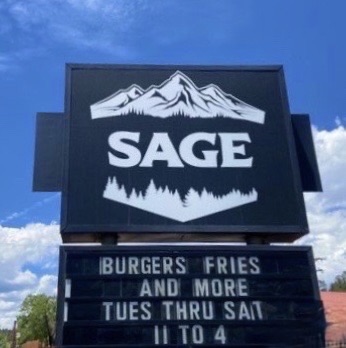 SAGE
BURGERS FRIES
AND MORE
TUES THRU SAT
11 TO 4